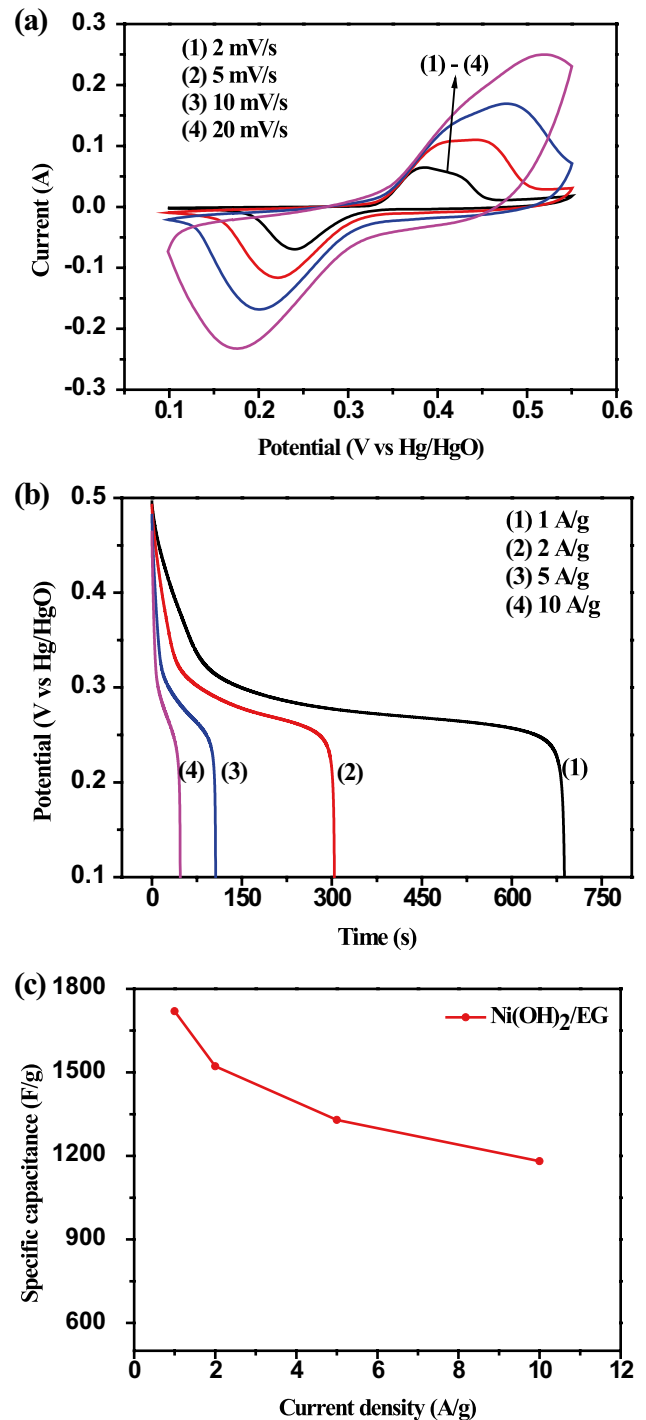 (a)
0.3
0.2
0.1
0.0
-0.1
-0.2
-0.3
Current (A)
(1) 2 mV/s
(2) 5 mV/s
(3) 10 mV/s
(4) 20 mV/s
(1) - (4)
0.1 0.2 0.3 0.4 0.5 0.6
Potential (V vs Hg/HgO)
(b)
0.5
0.4
0.3
0.2
0.1
Potential (V vs Hg/HgO)
(1) 1 A/g
(2) 2 A/g
(3) 5 A/g
(4) 10 A/g
(4) (3) (2) (1)
0 150 300 450 600 750
Time (s)
(c)
1800
1500
1200
900
600
Specific capacitance (F/g)
Ni(OH)2/EG
0 2 4 6 8 10 12
Current density (A/g)